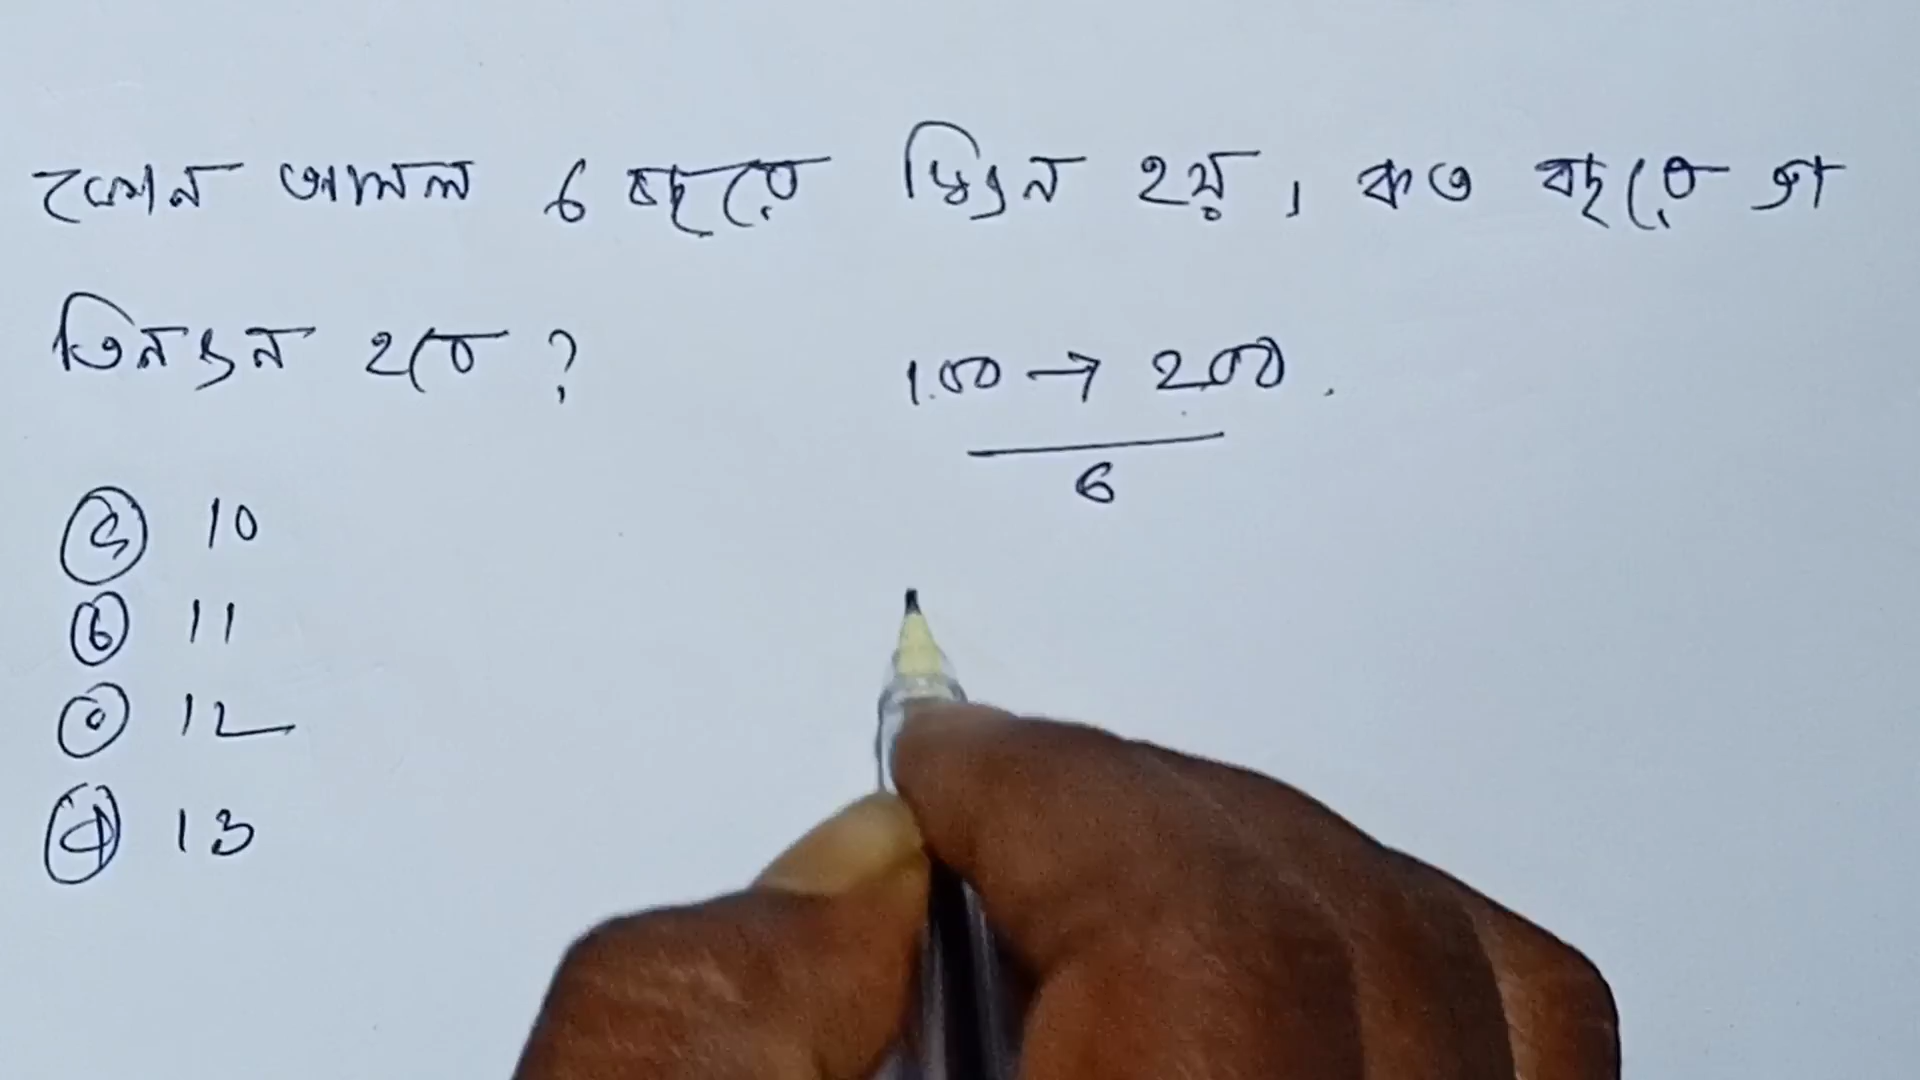 কোন আসল 6 বছরে দ্বিগুন হয়, কত বছরে তা
তিনগুন হবে ?
100 → 200
6
a 10
b 11
c 12
d 13